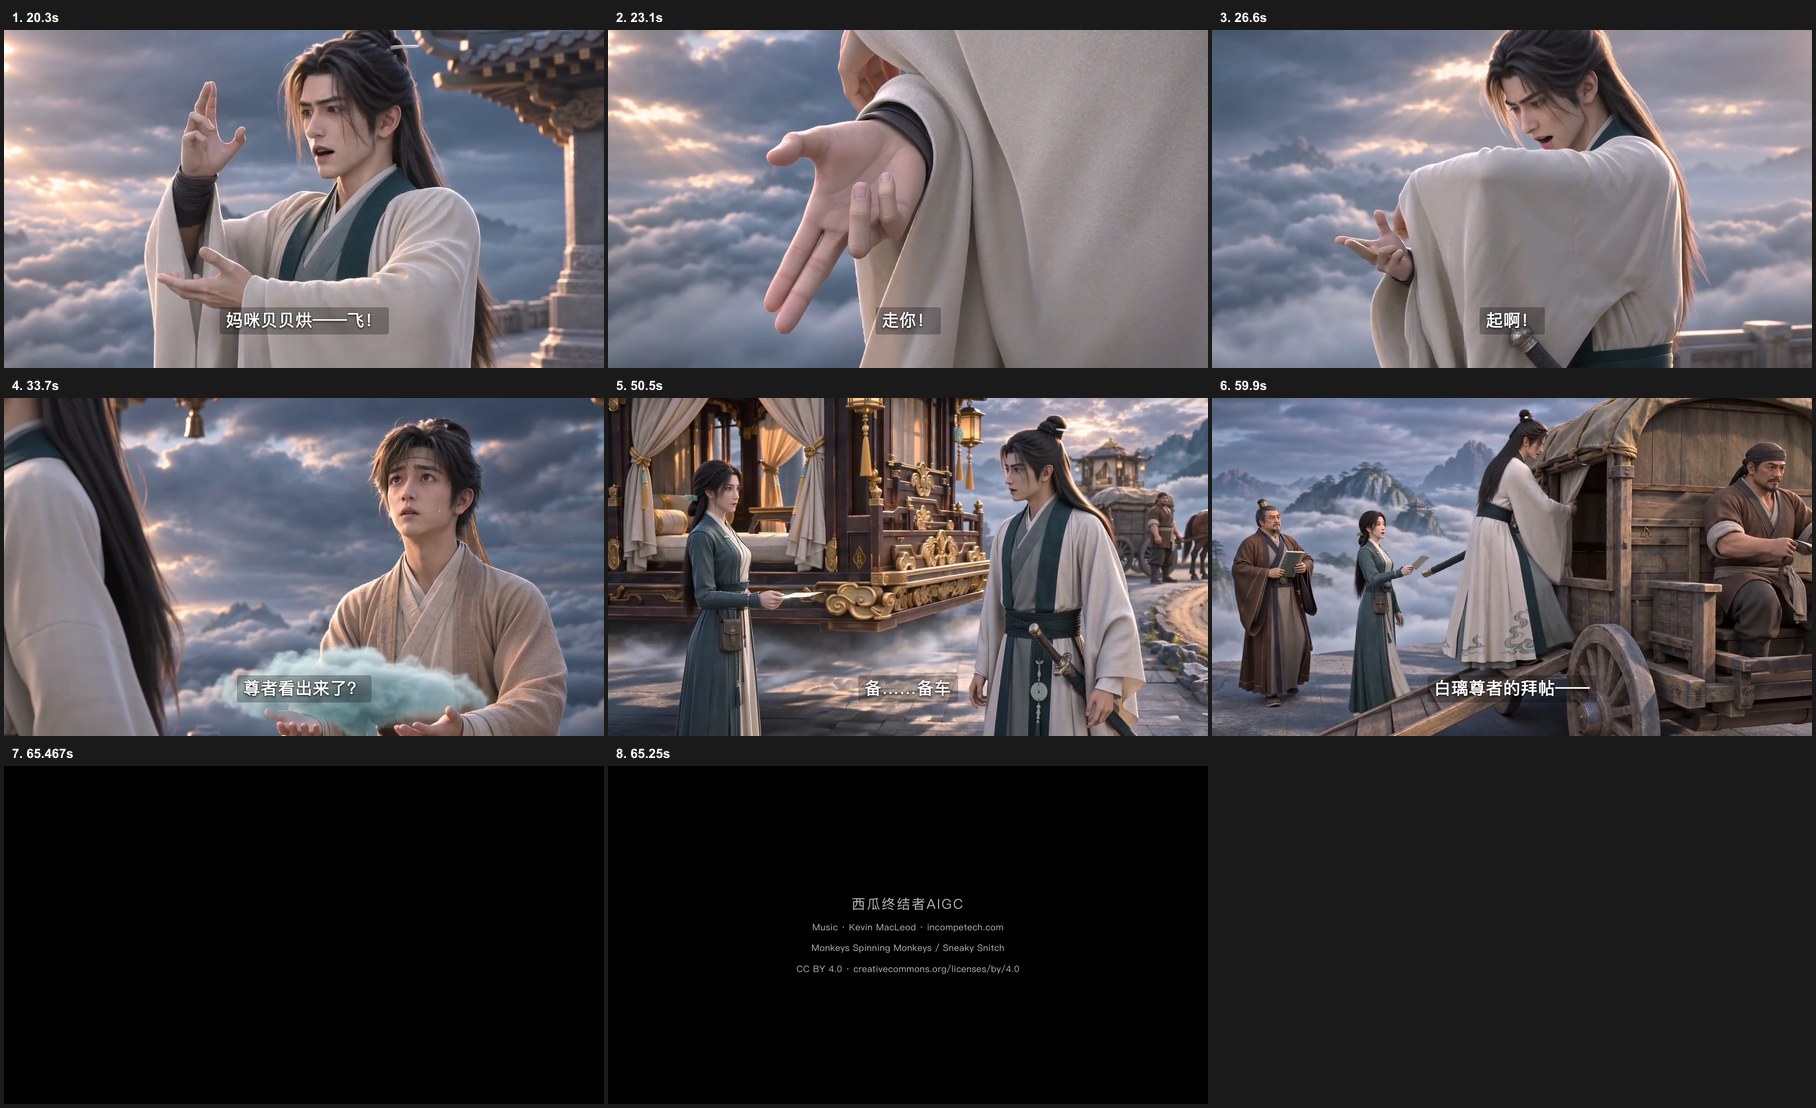 1. 20.3s
妈咪贝贝烘——飞！
2. 23.1s
走你！
3. 26.6s
起啊！
4. 33.7s
尊者看出来了？
5. 50.5s
备……备车
6. 59.9s
白璃尊者的拜帖——
7. 65.467s
8. 65.25s
西瓜终结者AIGC
Music · Kevin MacLeod · incompetech.com
Monkeys Spinning Monkeys / Sneaky Snitch
CC BY 4.0 · creativecommons.org/licenses/by/4.0